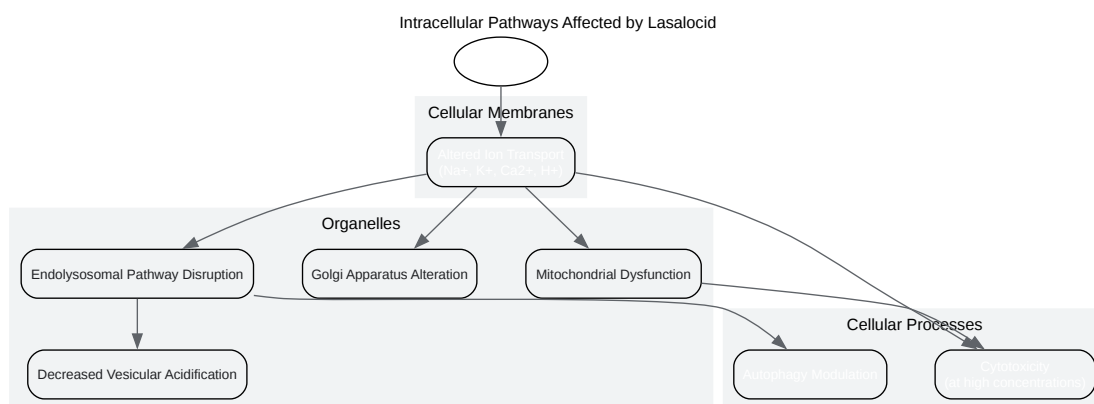 Intracellular Pathways Affected by Lasalocid
Cellular Membranes
Altered Ion Transport
(Na+, K+, Ca2+, H+)
Organelles
Endolysosomal Pathway Disruption
Golgi Apparatus Alteration
Mitochondrial Dysfunction
Decreased Vesicular Acidification
Cellular Processes
Autophagy Modulation
Cytotoxicity
(at high concentrations)